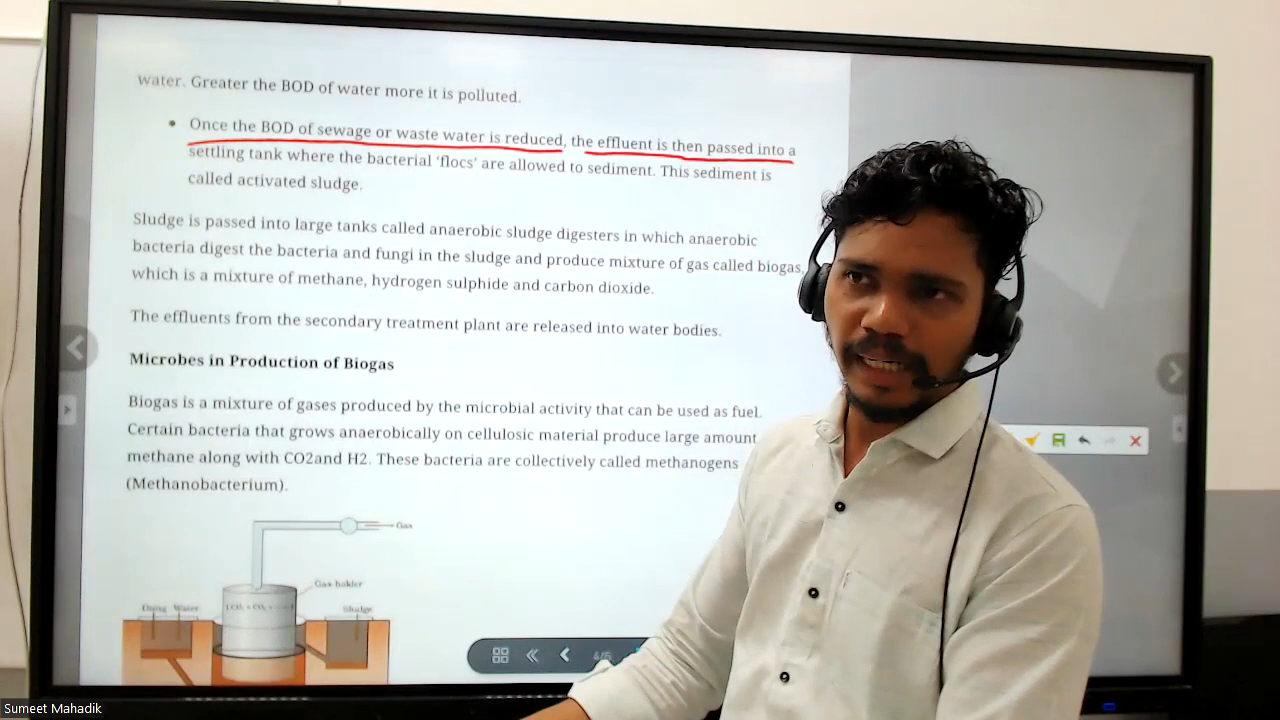 water. Greater the BOD of water more it is polluted.
• Once the BOD of sewage or waste water is reduced, the effluent is then passed into a
settling tank where the bacterial ‘flocs’ are allowed to sediment. This sediment is
called activated sludge.
Sludge is passed into large tanks called anaerobic sludge digesters in which anaerobic
bacteria digest the bacteria and fungi in the sludge and produce mixture of gas called biogas,
which is a mixture of methane, hydrogen sulphide and carbon dioxide.
The effluents from the secondary treatment plant are released into water bodies.
Microbes in Production of Biogas
Biogas is a mixture of gases produced by the microbial activity that can be used as fuel.
Certain bacteria that grows anaerobically on cellulosic material produce large amount
methane along with CO2and H2. These bacteria are collectively called methanogens
(Methanobacterium).
Gas
Gas holder
Dung Water
Sludge
4/6
Sumeet Mahadik